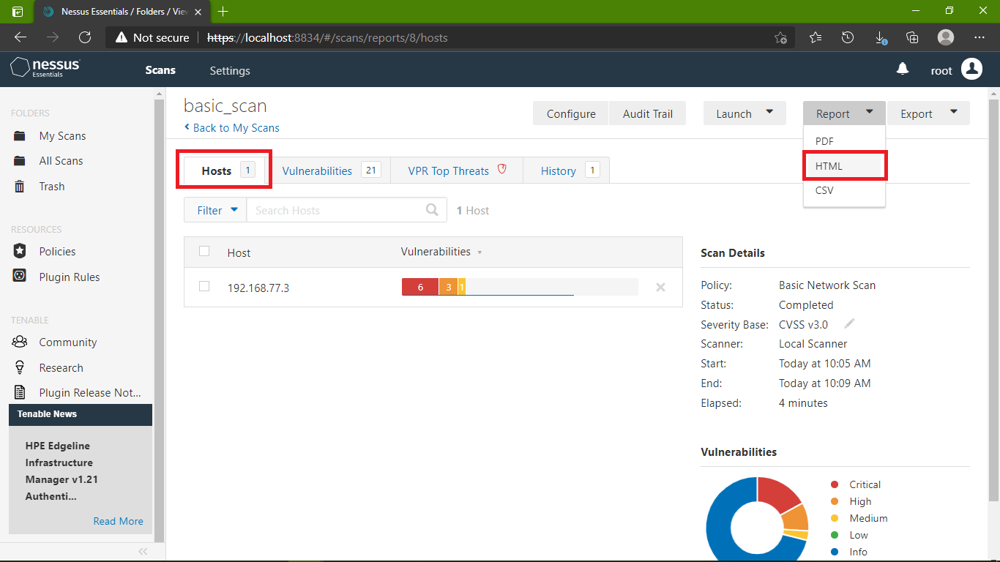 Nessus Essentials / Folders / View
Not secure https://localhost:8834/#/scans/reports/8/hosts
nessus
Essentials
Scans Settings root
FOLDERS
My Scans
All Scans
Trash
RESOURCES
Policies
Plugin Rules
TENABLE
Community
Research
Plugin Release Not...
Tenable News
HPE Edgeline
Infrastructure
Manager v1.21
Authenti...
Read More
basic_scan
Back to My Scans
Configure Audit Trail Launch Report Export
PDF
HTML
CSV
Hosts 1 Vulnerabilities 21 VPR Top Threats History 1
Filter Search Hosts 1 Host
Host Vulnerabilities
192.168.77.3 6 3 1
Scan Details
Policy: Basic Network Scan
Status: Completed
Severity Base: CVSS v3.0
Scanner: Local Scanner
Start: Today at 10:05 AM
End: Today at 10:09 AM
Elapsed: 4 minutes
Vulnerabilities
Critical
High
Medium
Low
Info